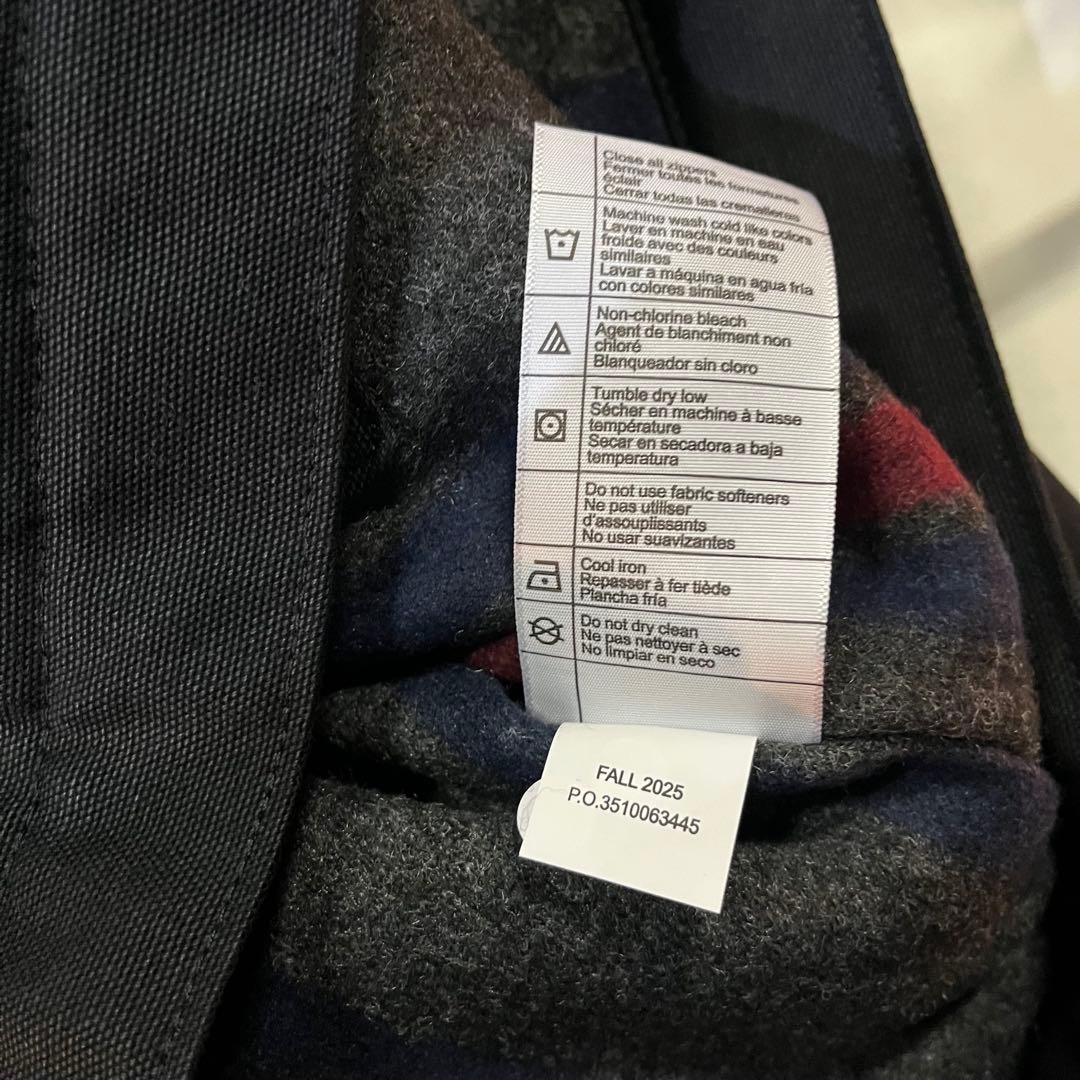 Close all zippers
Fermer toutes les fermetures
éclair
Cerrar todas las cremalleras
Machine wash cold like colors
Laver en machine en eau
froide avec des couleurs
similaires
Lavar a máquina en agua fria
con colores similares
Non-chlorine bleach
Agent de blanchiment non
chloré
Blanqueador sin cloro
Tumble dry low
Sécher en machine à basse
température
Secar en secadora a baja
temperatura
Do not use fabric softeners
Ne pas utiliser
d'assouplissants
No usar suavizantes
Cool iron
Repasser à fer tiède
Plancha fría
Do not dry clean
Ne pas nettoyer à sec
No limpiar en seco
FALL 2025
P.O.3510063445